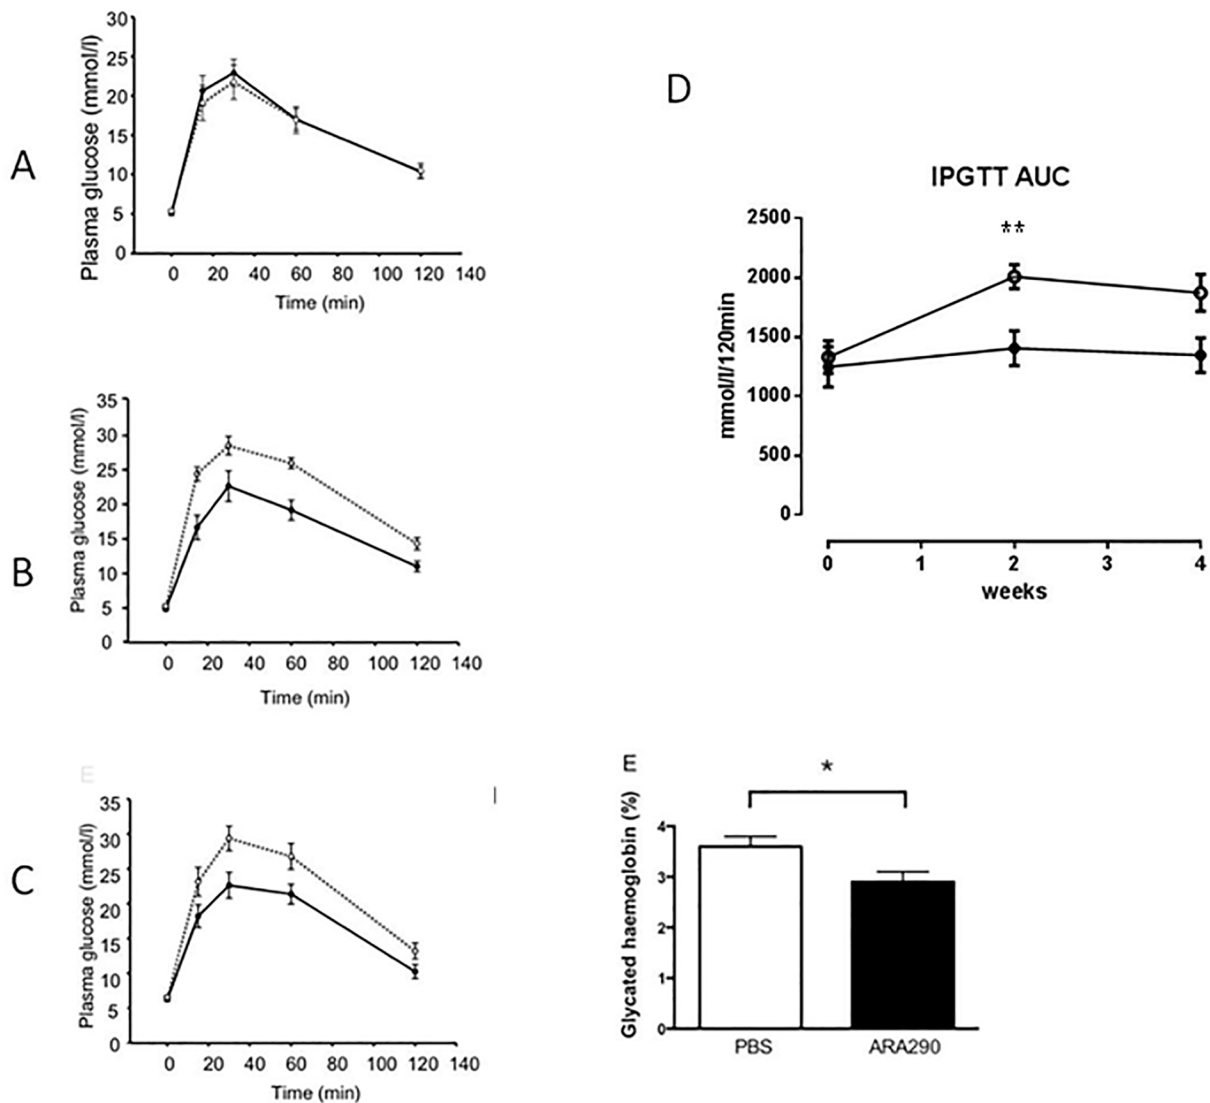 A
Plasma glucose (mmol/l)
30
25
20
15
10
5
0
0 20 40 60 80 100 120 140
Time (min)
B
Plasma glucose (mmol/l)
35
30
25
20
15
10
5
0
0 20 40 60 80 100 120 140
Time (min)
E
C
Plasma glucose (mmol/l)
35
30
25
20
15
10
5
0
0 20 40 60 80 100 120 140
Time (min)
D
IPGTT AUC
**
mmol/l/120min
2500
2000
1500
1000
500
0
0 1 2 3 4
weeks
E
*
Glycated haemoglobin (%)
4
3
2
1
0
PBS ARA290